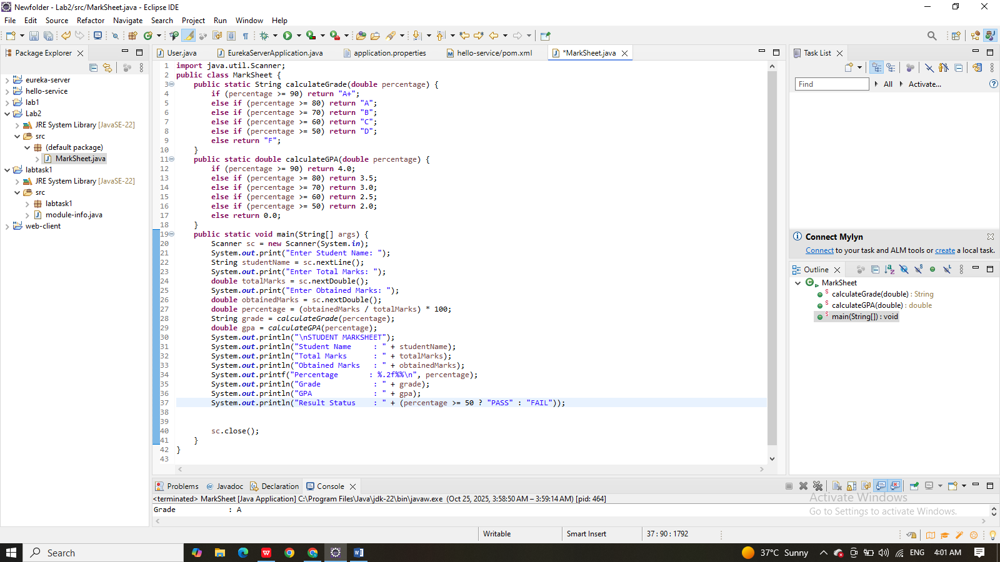 Newfolder - Lab2/src/MarkSheet.java - Eclipse IDE
File Edit Source Refactor Navigate Search Project Run Window Help
Package Explorer
eureka-server
hello-service
lab1
Lab2
JRE System Library [JavaSE-22]
src
(default package)
MarkSheet.java
labtask1
JRE System Library [JavaSE-22]
src
labtask1
module-info.java
web-client
User.java EurekaServerApplication.java application.properties hello-service/pom.xml *MarkSheet.java
1 import java.util.Scanner;
2 public class MarkSheet {
3 public static String calculateGrade(double percentage) {
4 if (percentage >= 90) return "A+";
5 else if (percentage >= 80) return "A";
6 else if (percentage >= 70) return "B";
7 else if (percentage >= 60) return "C";
8 else if (percentage >= 50) return "D";
9 else return "F";
10 }
11 public static double calculateGPA(double percentage) {
12 if (percentage >= 90) return 4.0;
13 else if (percentage >= 80) return 3.5;
14 else if (percentage >= 70) return 3.0;
15 else if (percentage >= 60) return 2.5;
16 else if (percentage >= 50) return 2.0;
17 else return 0.0;
18 }
19 public static void main(String[] args) {
20 Scanner sc = new Scanner(System.in);
21 System.out.print("Enter Student Name: ");
22 String studentName = sc.nextLine();
23 System.out.print("Enter Total Marks: ");
24 double totalMarks = sc.nextDouble();
25 System.out.print("Enter Obtained Marks: ");
26 double obtainedMarks = sc.nextDouble();
27 double percentage = (obtainedMarks / totalMarks) * 100;
28 String grade = calculateGrade(percentage);
29 double gpa = calculateGPA(percentage);
30 System.out.println("\nSTUDENT MARKSHEET");
31 System.out.println("Student Name     : " + studentName);
32 System.out.println("Total Marks      : " + totalMarks);
33 System.out.println("Obtained Marks   : " + obtainedMarks);
34 System.out.printf("Percentage       : %.2f%%\n", percentage);
35 System.out.println("Grade            : " + grade);
36 System.out.println("GPA              : " + gpa);
37 System.out.println("Result Status    : " + (percentage >= 50 ? "PASS" : "FAIL"));
38
39
40 sc.close();
41 }
42 }
43
Task List
Find All Activate...
Connect Mylyn
Connect to your task and ALM tools or create a local task.
Outline
MarkSheet
calculateGrade(double) : String
calculateGPA(double) : double
main(String[]) : void
Problems Javadoc Declaration Console
<terminated> MarkSheet [Java Application] C:\Program Files\Java\jdk-22\bin\javaw.exe (Oct 25, 2025, 3:58:50 AM – 3:59:14 AM) [pid: 464]
Grade            : A
Activate Windows
Go to Settings to activate Windows.
Writable Smart Insert 37 : 90 : 1792
Search 37°C Sunny ENG 4:01 AM